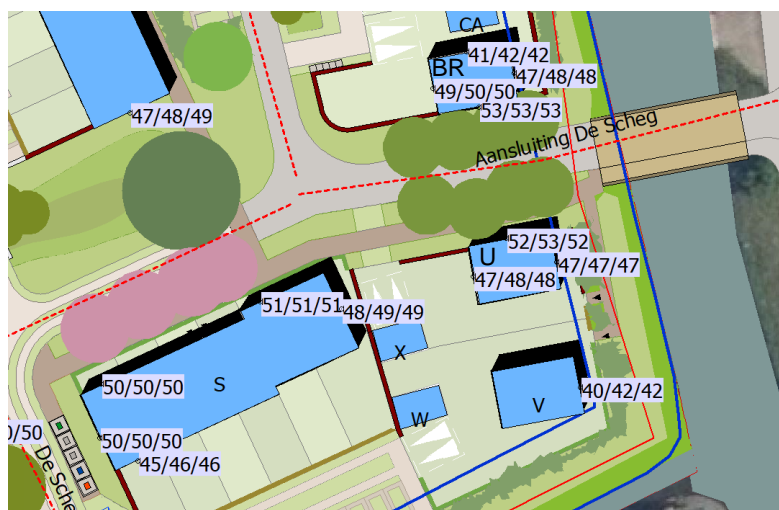 CA
41/42/42
BR
47/48/48
49/50/50
53/53/53
47/48/49
Aansluiting De Scheg
52/53/52
U
47/47/47
47/48/48
51/51/51
48/49/49
X
50/50/50
S
40/42/42
V
W
0/50
50/50/50
45/46/46
De Sche